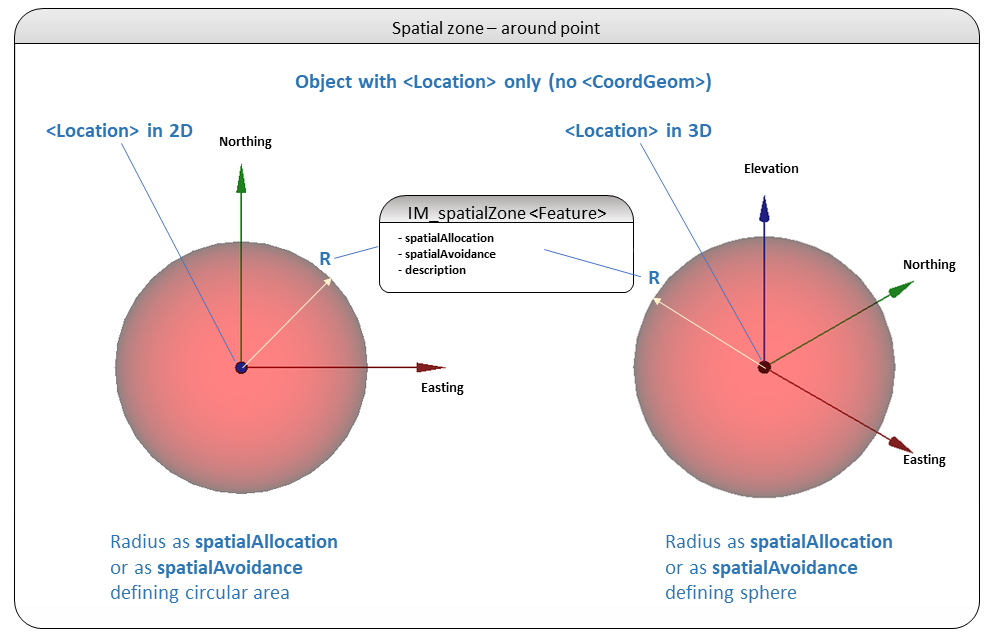 Spatial zone – around point
Object with <Location> only (no <CoordGeom>)
<Location> in 2D
<Location> in 3D
Northing
Elevation
IM_spatialZone <Feature>
- spatialAllocation
- spatialAvoidance
- description
R
R
Northing
Easting
Easting
Radius as spatialAllocation
or as spatialAvoidance
defining circular area
Radius as spatialAllocation
or as spatialAvoidance
defining sphere